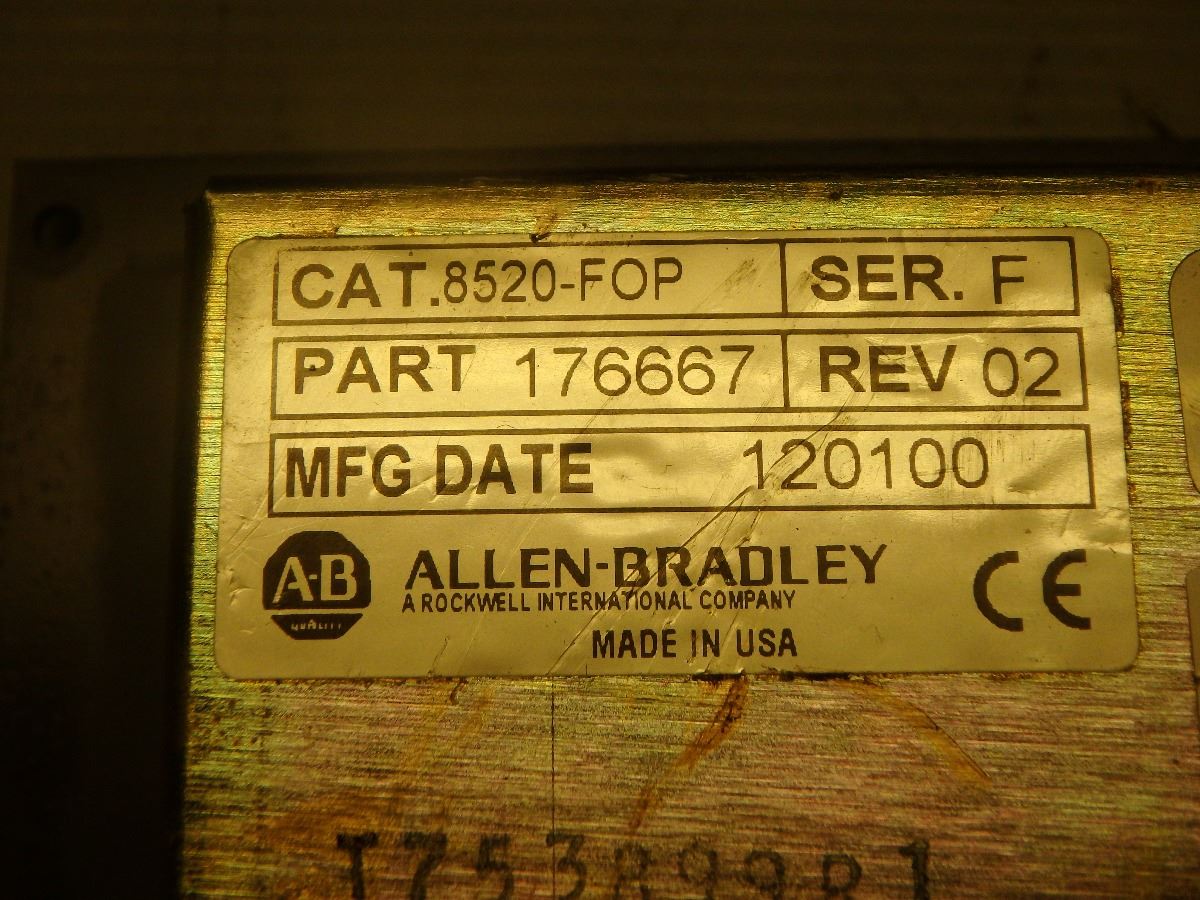 CAT.8520-FOP SER. F
PART 176667 REV 02
MFG DATE 120100
A-B ALLEN-BRADLEY CE
QUALITY A ROCKWELL INTERNATIONAL COMPANY
MADE IN USA